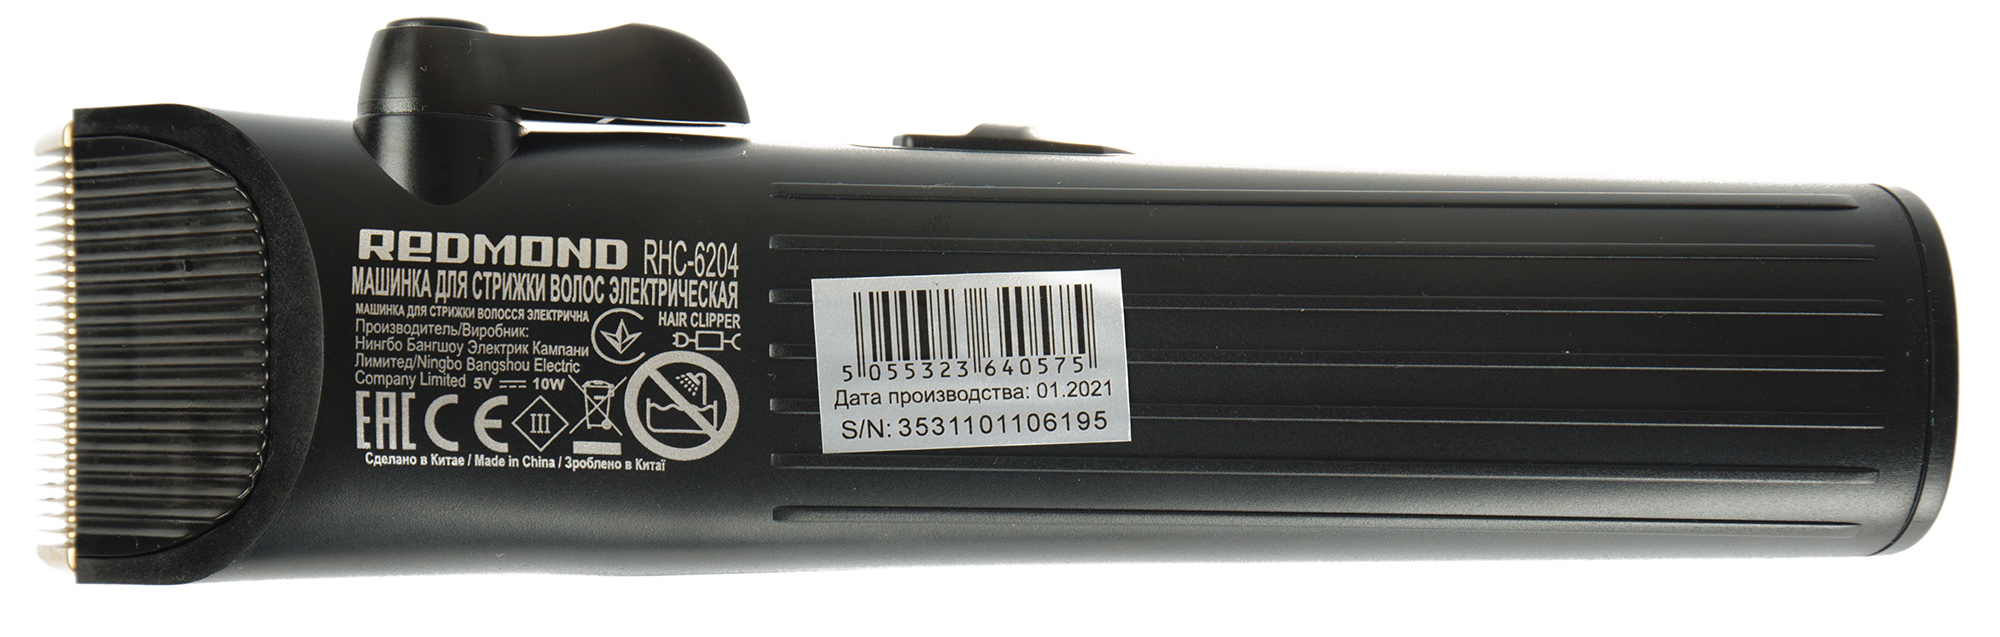 REDMOND RHC-6204
МАШИНКА ДЛЯ СТРИЖКИ ВОЛОС ЭЛЕКТРИЧЕСКАЯ
МАШИНКА ДЛЯ СТРИЖКИ ВОЛОССЯ ЭЛЕКТРИЧНА
HAIR CLIPPER
Производитель/Виробник:
Нингбо Бангшоу Электрик Кампани
Лимитед/Ningbo Bangshou Electric
Company Limited 5V 10W
EAC CE III
Сделано в Китае / Made in China / Зроблено в Китаї
5 055323 640575
Дата производства: 01.2021
S/N: 3531101106195